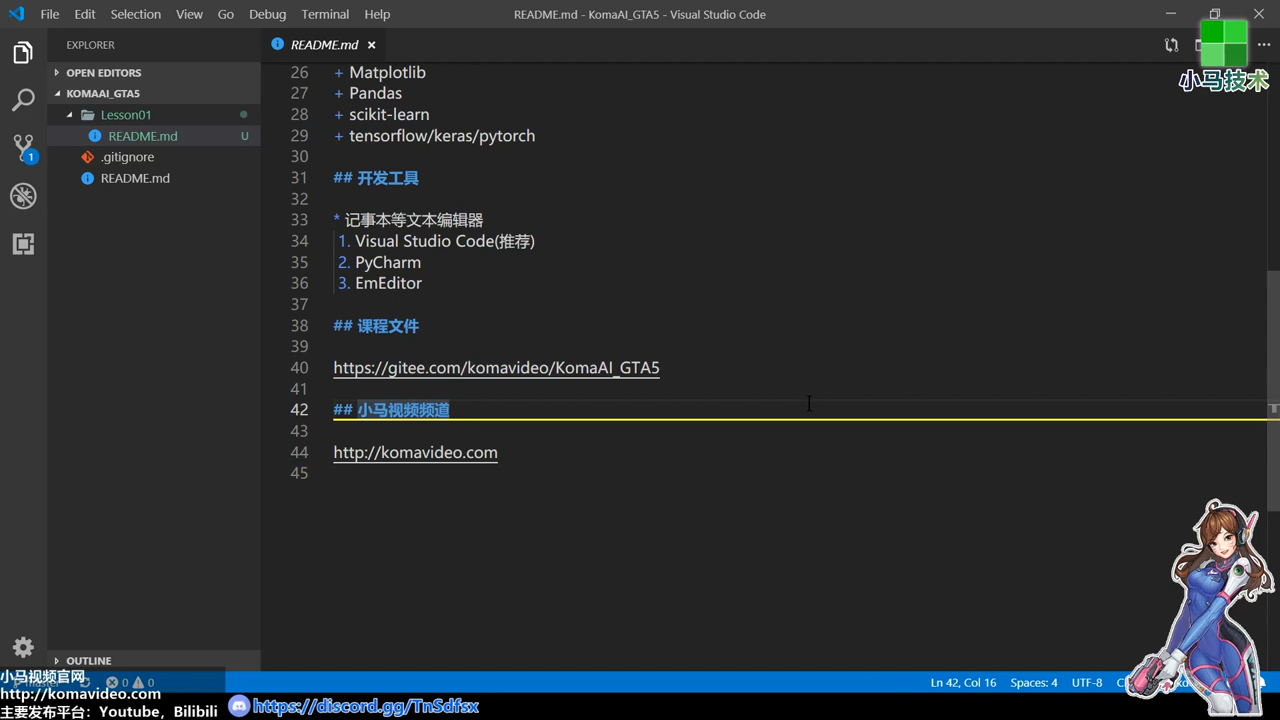 File Edit Selection View Go Debug Terminal Help
README.md - KomaAI_GTA5 - Visual Studio Code
EXPLORER
README.md
小马技术
OPEN EDITORS
KOMAAI_GTA5
Lesson01
README.md U
.gitignore
README.md
26 + Matplotlib
27 + Pandas
28 + scikit-learn
29 + tensorflow/keras/pytorch
30
31 ## 开发工具
32
33 * 记事本等文本编辑器
34 1. Visual Studio Code(推荐)
35 2. PyCharm
36 3. EmEditor
37
38 ## 课程文件
39
40 https://gitee.com/komavideo/KomaAI_GTA5
41
42 ## 小马视频频道
43
44 http://komavideo.com
45
1
OUTLINE
小马视频官网
http://komavideo.com
主要发布平台：Youtube，Bilibili
https://discord.gg/TnSdfsx
0 0
Ln 42, Col 16 Spaces: 4 UTF-8